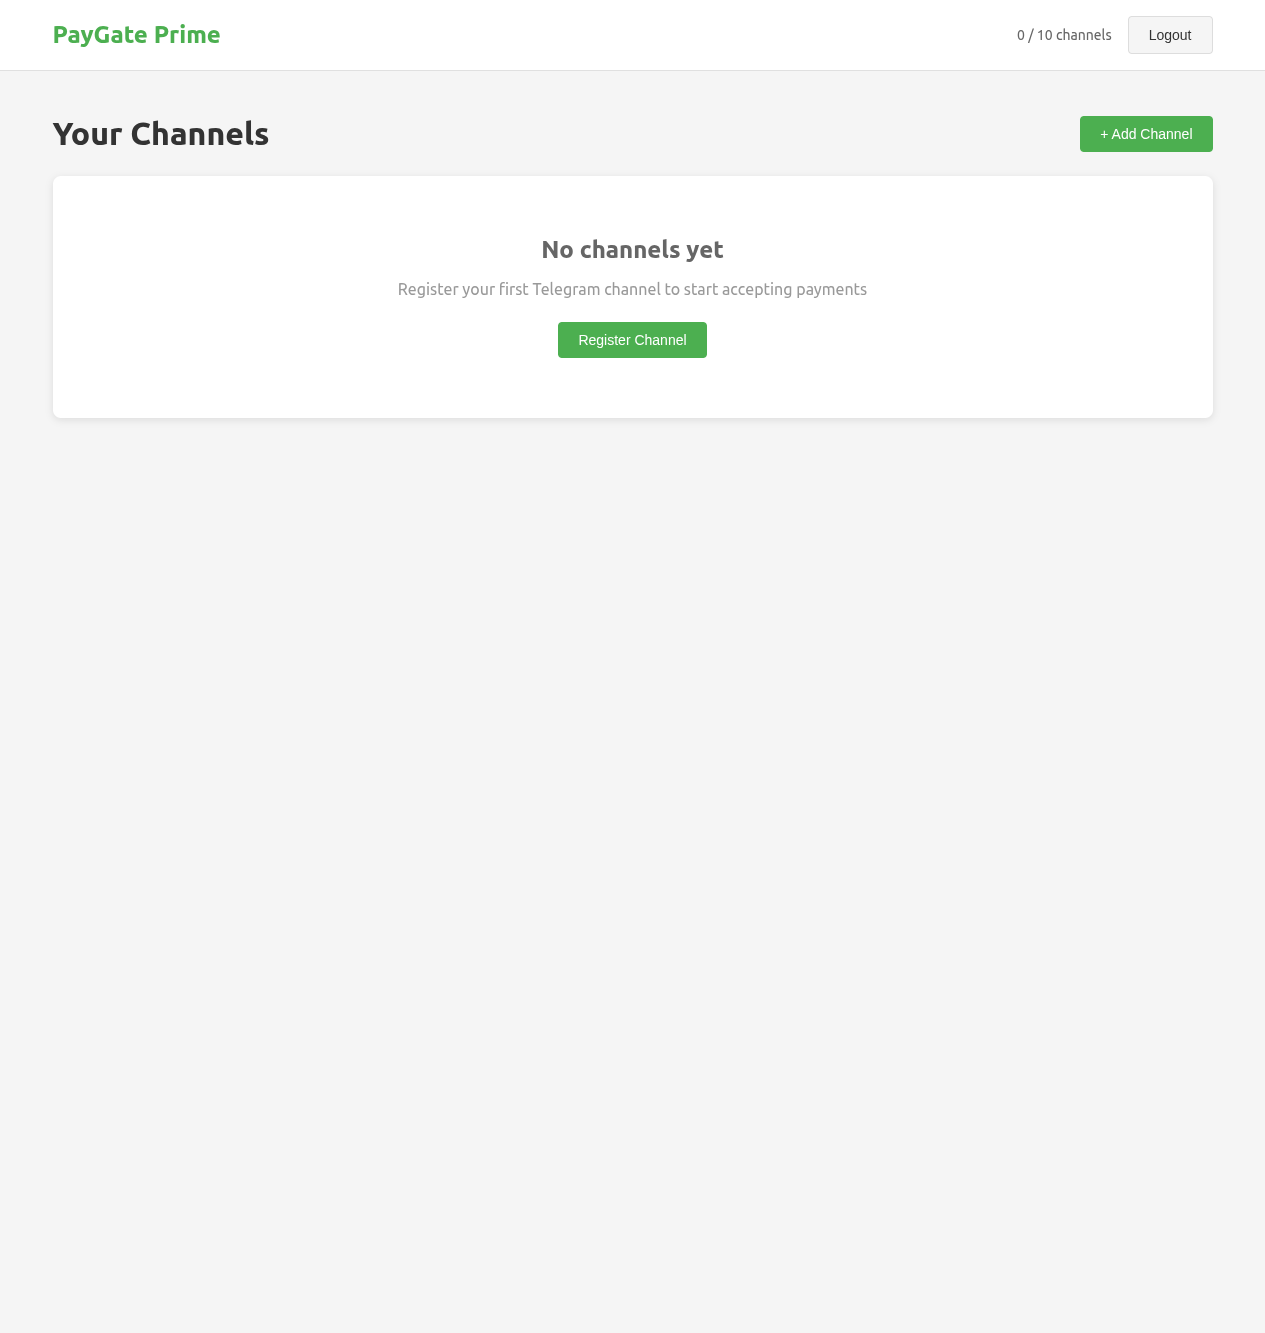 PayGate Prime
0 / 10 channels
Logout
Your Channels
+ Add Channel
No channels yet
Register your first Telegram channel to start accepting payments
Register Channel